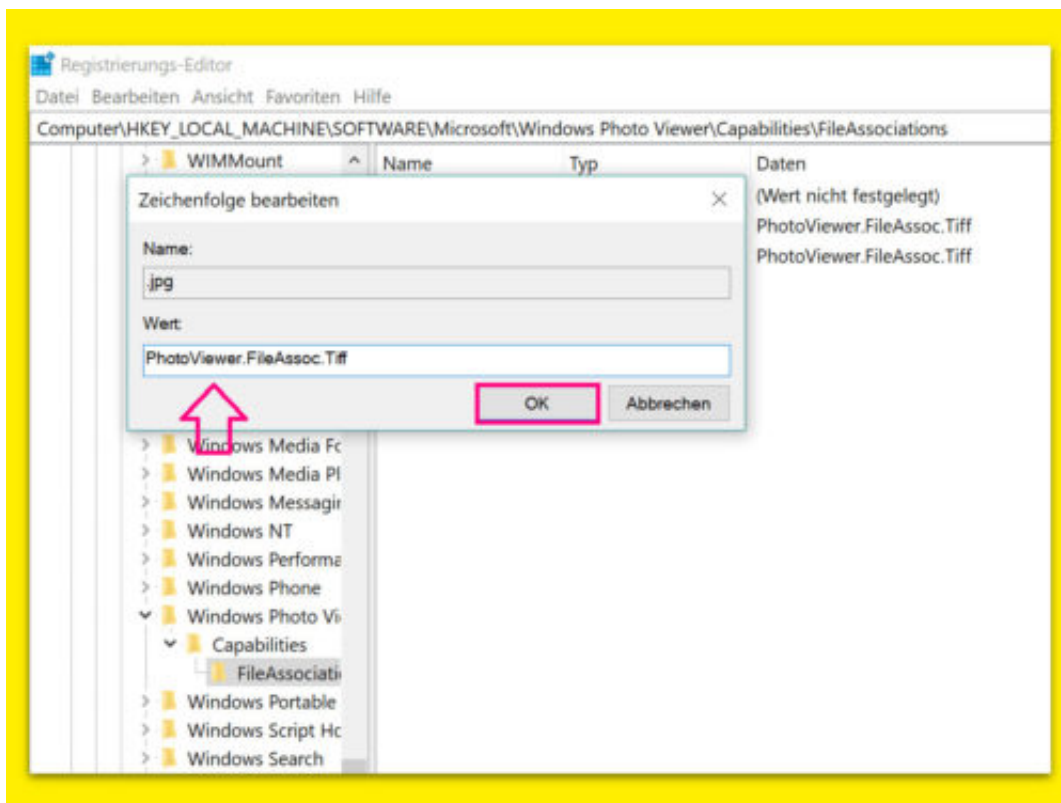 Registrierungs-Editor
Datei Bearbeiten Ansicht Favoriten Hilfe
Computer\HKEY_LOCAL_MACHINE\SOFTWARE\Microsoft\Windows Photo Viewer\Capabilities\FileAssociations
WIMMount
Name Typ Daten
Zeichenfolge bearbeiten
(Wert nicht festgelegt)
PhotoViewer.FileAssoc.Tiff
PhotoViewer.FileAssoc.Tiff
Name:
.jpg
Wert:
PhotoViewer.FileAssoc.Tiff
OK Abbrechen
Windows Media Fo
Windows Media Pl
Windows Messagin
Windows NT
Windows Performa
Windows Phone
Windows Photo Vi
Capabilities
FileAssociati
Windows Portable
Windows Script Ho
Windows Search